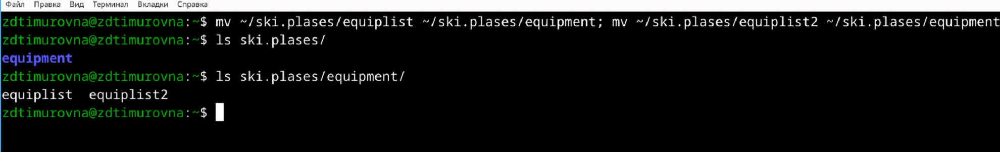 Файл Правка Вид Терминал Вкладки Справка
zdtimurovna@zdtimurovna:~$ mv ~/ski.plases/equiplist ~/ski.plases/equipment; mv ~/ski.plases/equiplist2 ~/ski.plases/equipment
zdtimurovna@zdtimurovna:~$ ls ski.plases/
equipment
zdtimurovna@zdtimurovna:~$ ls ski.plases/equipment/
equiplist  equiplist2
zdtimurovna@zdtimurovna:~$